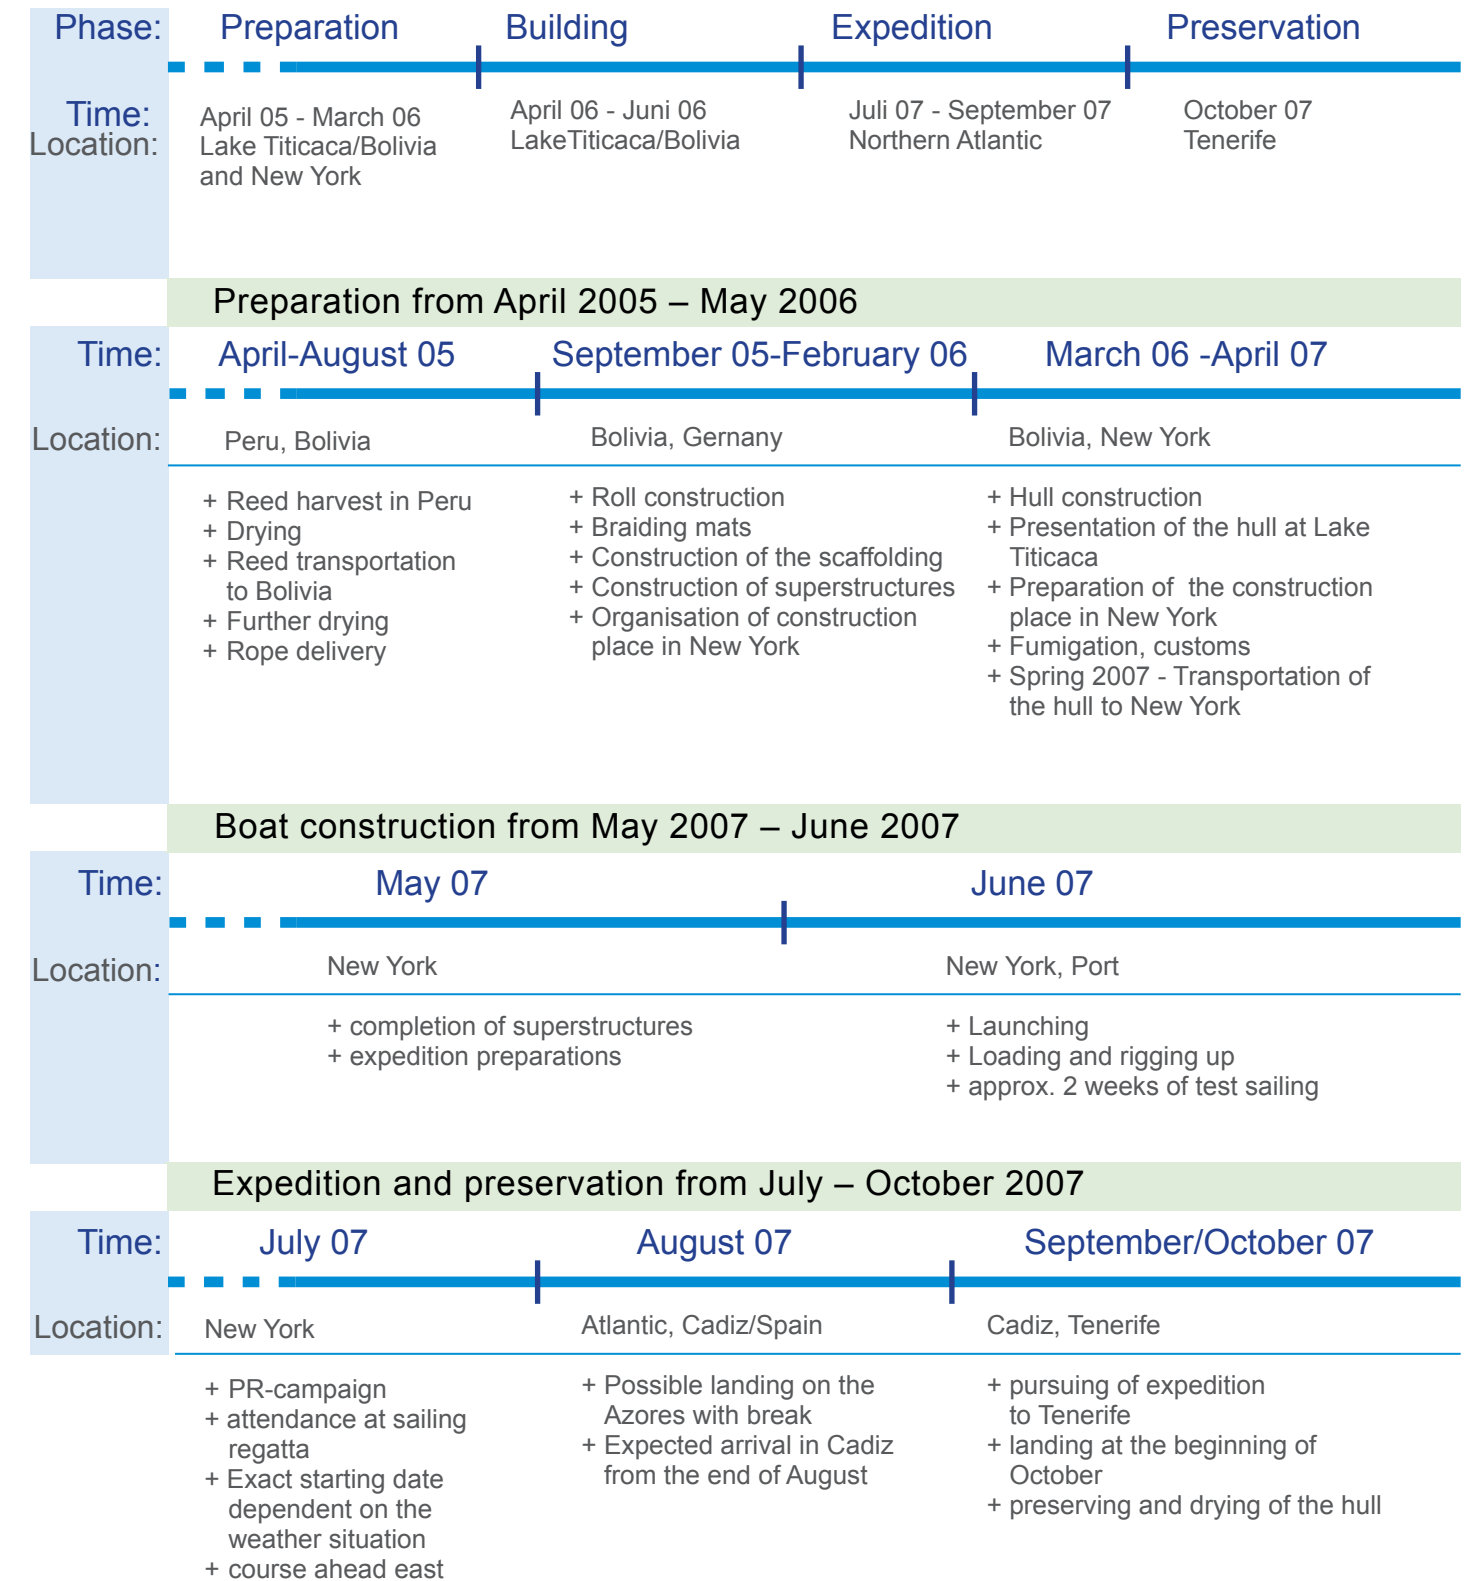 Phase: Preparation Building Expedition Preservation
Time: April 05 - March 06 April 06 - Juni 06 Juli 07 - September 07 October 07
Location: Lake Titicaca/Bolivia LakeTiticaca/Bolivia Northern Atlantic Tenerife
and New York
Preparation from April 2005 – May 2006
Time: April-August 05 September 05-February 06 March 06 -April 07
Location: Peru, Bolivia Bolivia, Gernany Bolivia, New York
+ Reed harvest in Peru
+ Drying
+ Reed transportation
to Bolivia
+ Further drying
+ Rope delivery
+ Roll construction
+ Braiding mats
+ Construction of the scaffolding
+ Construction of superstructures
+ Organisation of construction
place in New York
+ Hull construction
+ Presentation of the hull at Lake
Titicaca
+ Preparation of the construction
place in New York
+ Fumigation, customs
+ Spring 2007 - Transportation of
the hull to New York
Boat construction from May 2007 – June 2007
Time: May 07 June 07
Location: New York New York, Port
+ completion of superstructures
+ expedition preparations
+ Launching
+ Loading and rigging up
+ approx. 2 weeks of test sailing
Expedition and preservation from July – October 2007
Time: July 07 August 07 September/October 07
Location: New York Atlantic, Cadiz/Spain Cadiz, Tenerife
+ PR-campaign
+ attendance at sailing
regatta
+ Exact starting date
dependent on the
weather situation
+ course ahead east
+ Possible landing on the
Azores with break
+ Expected arrival in Cadiz
from the end of August
+ pursuing of expedition
to Tenerife
+ landing at the beginning of
October
+ preserving and drying of the hull